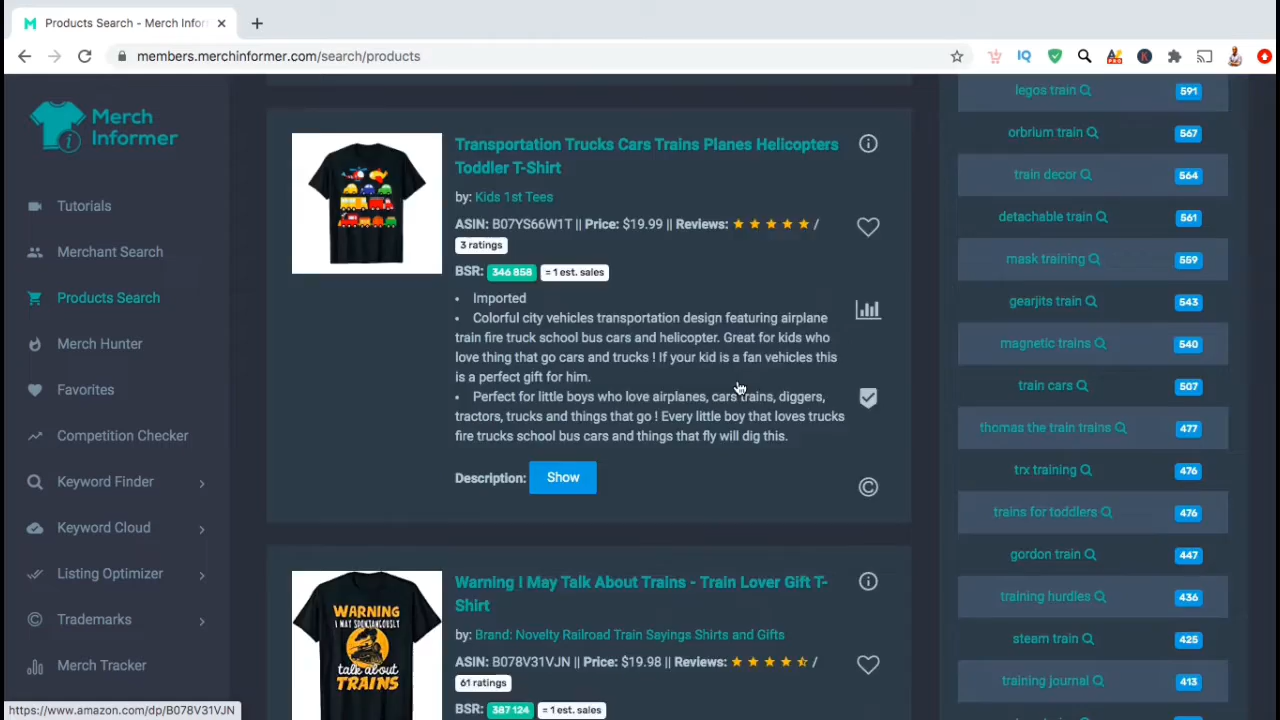 Products Search - Merch Infor
members.merchinformer.com/search/products
Merch
Informer
Tutorials
Merchant Search
Products Search
Merch Hunter
Favorites
Competition Checker
Keyword Finder
Keyword Cloud
Listing Optimizer
Trademarks
Merch Tracker
https://www.amazon.com/dp/B078V31VJN
Transportation Trucks Cars Trains Planes Helicopters
Toddler T-Shirt
by: Kids 1st Tees
ASIN: B07YS66W1T || Price: $19.99 || Reviews: /
3 ratings
BSR: 346 858 = 1 est. sales
• Imported
• Colorful city vehicles transportation design featuring airplane
train fire truck school bus cars and helicopter. Great for kids who
love thing that go cars and trucks ! If your kid is a fan vehicles this
is a perfect gift for him.
• Perfect for little boys who love airplanes, cars trains, diggers,
tractors, trucks and things that go ! Every little boy that loves trucks
fire trucks school bus cars and things that fly will dig this.
Description: Show
WARNING
I MAY SPONTANEOUSLY
talk about
TRAINS
Warning I May Talk About Trains - Train Lover Gift T-
Shirt
by: Brand: Novelty Railroad Train Sayings Shirts and Gifts
ASIN: B078V31VJN || Price: $19.98 || Reviews: /
61 ratings
BSR: 387 124 = 1 est. sales
legos train 591
orbrium train 567
train decor 564
detachable train 561
mask training 559
gearjits train 543
magnetic trains 540
train cars 507
thomas the train trains 477
trx training 476
trains for toddlers 476
gordon train 447
training hurdles 436
steam train 425
training journal 413